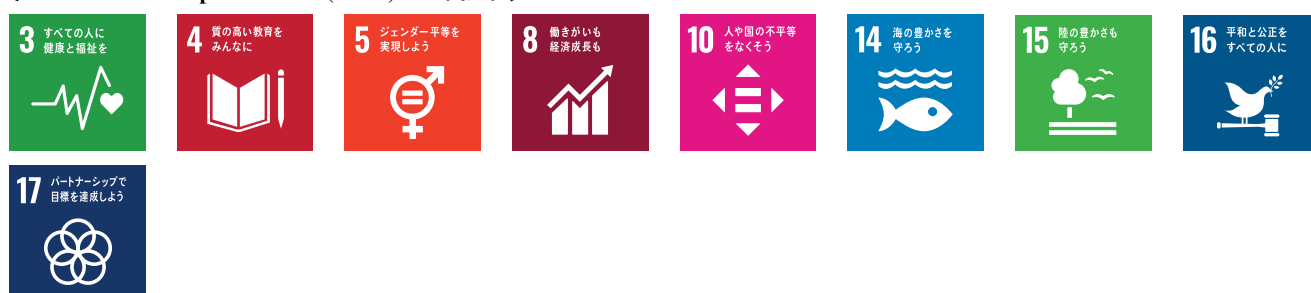 3 すべての人に
健康と福祉を
4 質の高い教育を
みんなに
5 ジェンダー平等を
実現しよう
8 働きがいも
経済成長も
10 人や国の不平等
をなくそう
14 海の豊かさを
守ろう
15 陸の豊かさも
守ろう
16 平和と公正を
すべての人に
17 パートナーシップで
目標を達成しよう